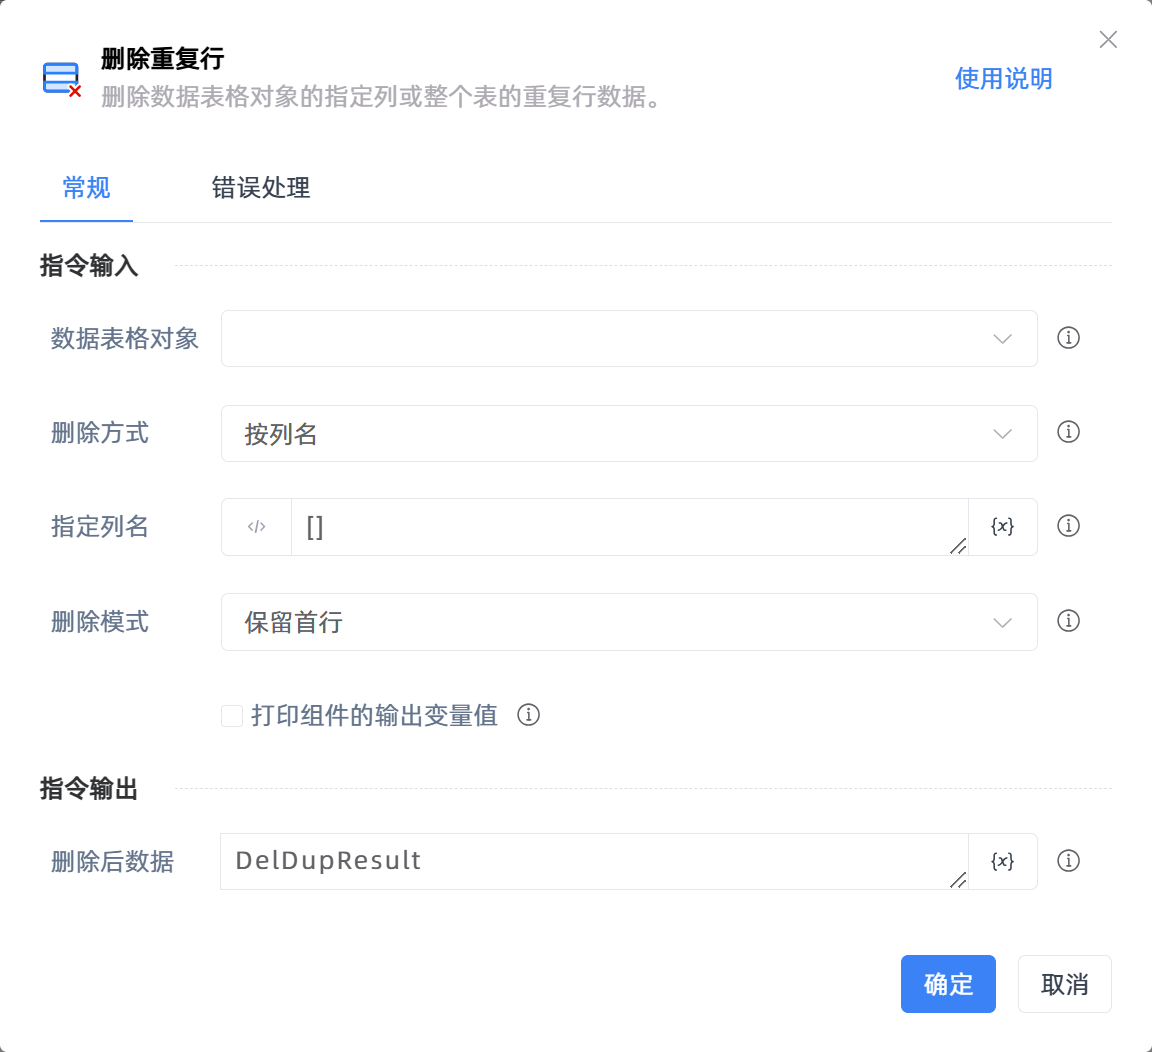 删除重复行
删除数据表格对象的指定列或整个表的重复行数据。
使用说明
常规 错误处理
指令输入
数据表格对象
删除方式 按列名
指定列名 </> [] {x}
删除模式 保留首行
打印组件的输出变量值
指令输出
删除后数据 DelDupResult {x}
确定 取消